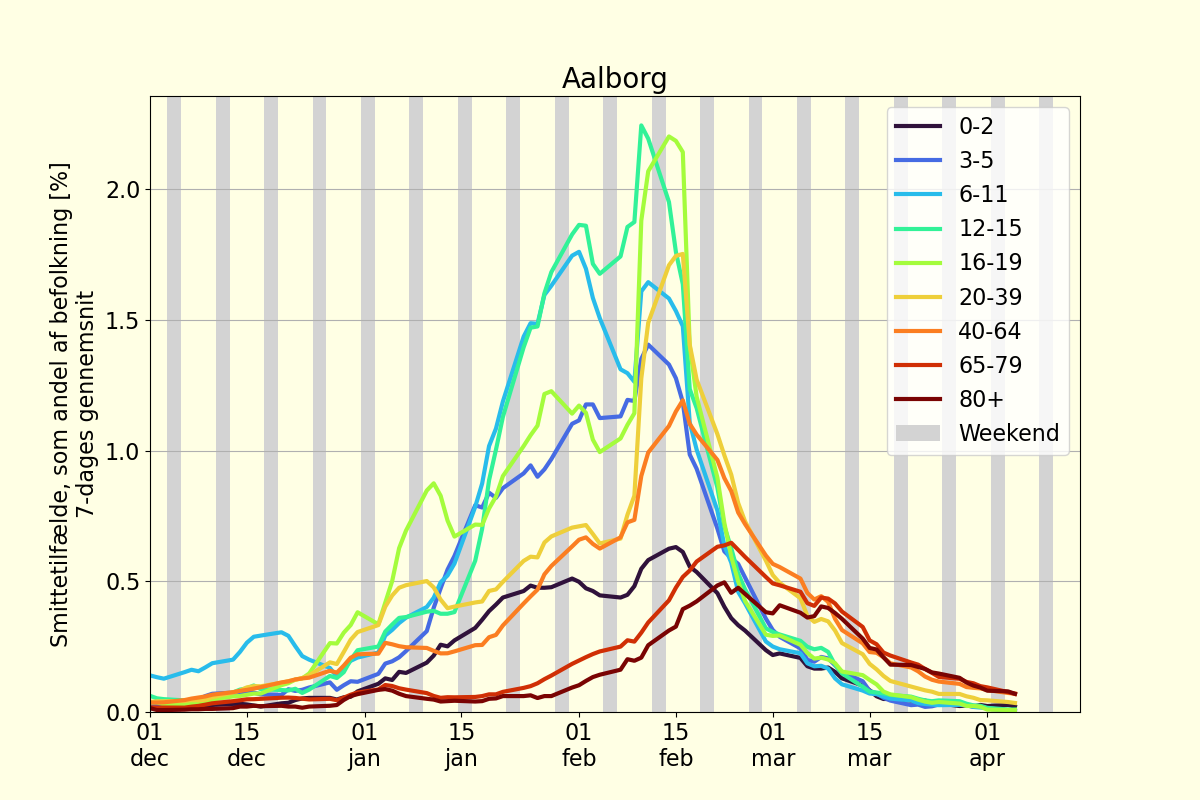 Aalborg
Smittetilfælde, som andel af befolkning [%]
7-dages gennemsnit
2.0
1.5
1.0
0.5
0.0
0-2
3-5
6-11
12-15
16-19
20-39
40-64
65-79
80+
Weekend
01 15 01 15 01 15 01 15 01
dec dec jan jan feb feb mar mar apr